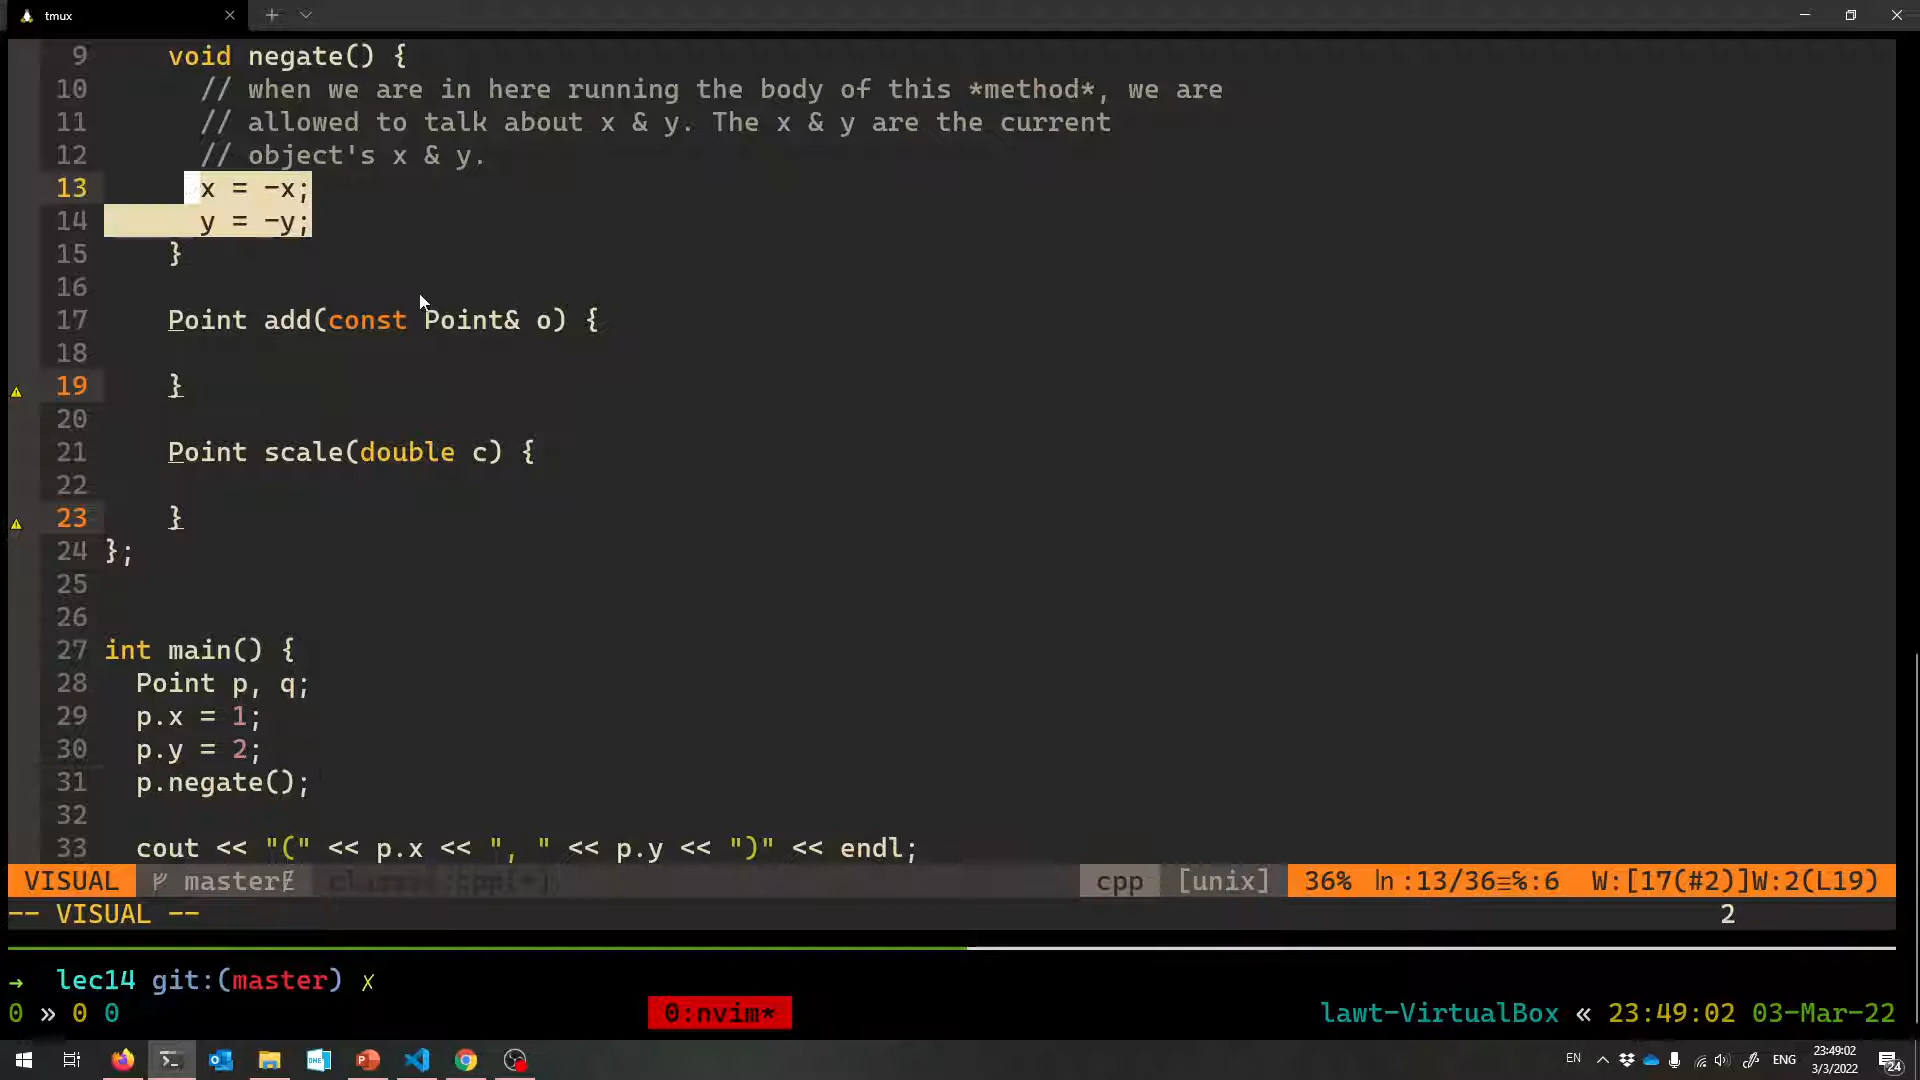 tmux
9 void negate() {
10 // when we are in here running the body of this *method*, we are
11 // allowed to talk about x & y. The x & y are the current
12 // object's x & y.
13 x = -x;
14 y = -y;
15 }
16
17 Point add(const Point& o) {
18
19 }
20
21 Point scale(double c) {
22
23 }
24 };
25
26
27 int main() {
28 Point p, q;
29 p.x = 1;
30 p.y = 2;
31 p.negate();
32
33 cout << "(" << p.x << ", " << p.y << ")" << endl;
VISUAL master cpp [unix] 36% ln :13/36≡℅:6 W:[17(#2)]W:2(L19)
-- VISUAL -- 2
→ lec14 git:(master) ✗
0 » 0 0 0:nvim* lawt-VirtualBox « 23:49:02 03-Mar-22
EN ENG 23:49:02
3/3/2022 24